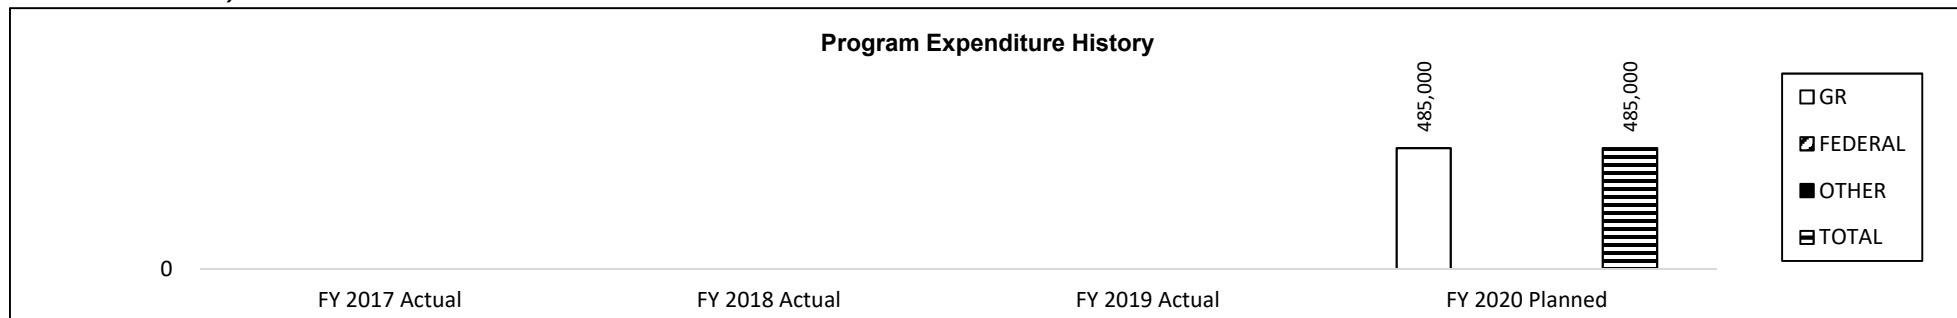 Program Expenditure History
485,000
485,000
GR
FEDERAL
OTHER
TOTAL
0
FY 2017 Actual
FY 2018 Actual
FY 2019 Actual
FY 2020 Planned